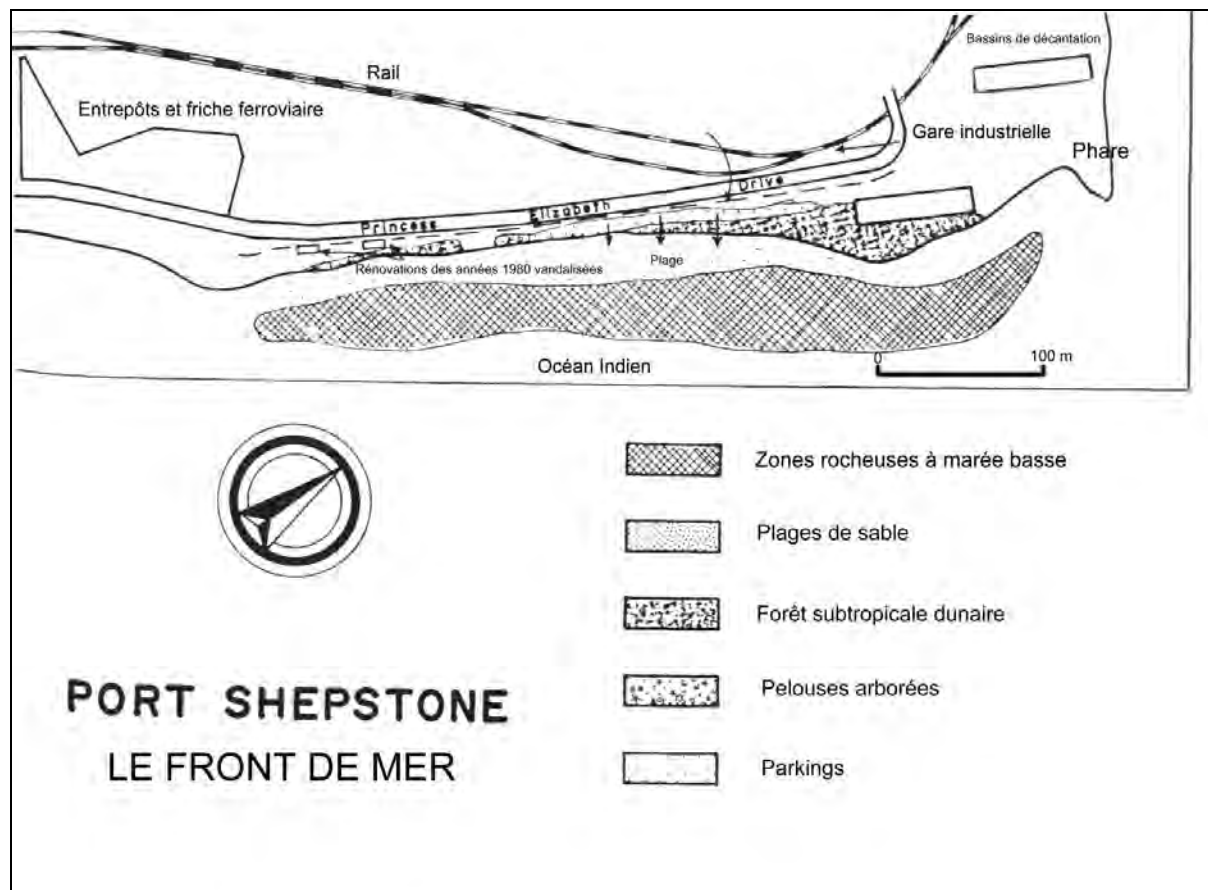 Bassins de décantation
Rail
Entrepôts et friche ferroviaire
Gare industrielle
Phare
Princess Elizabeth Drive
Rénovations des années 1980 vandalisées
Plage
Océan Indien
0 100 m
Zones rocheuses à marée basse
Plages de sable
Forêt subtropicale dunaire
Pelouses arborées
Parkings
PORT SHEPSTONE
LE FRONT DE MER